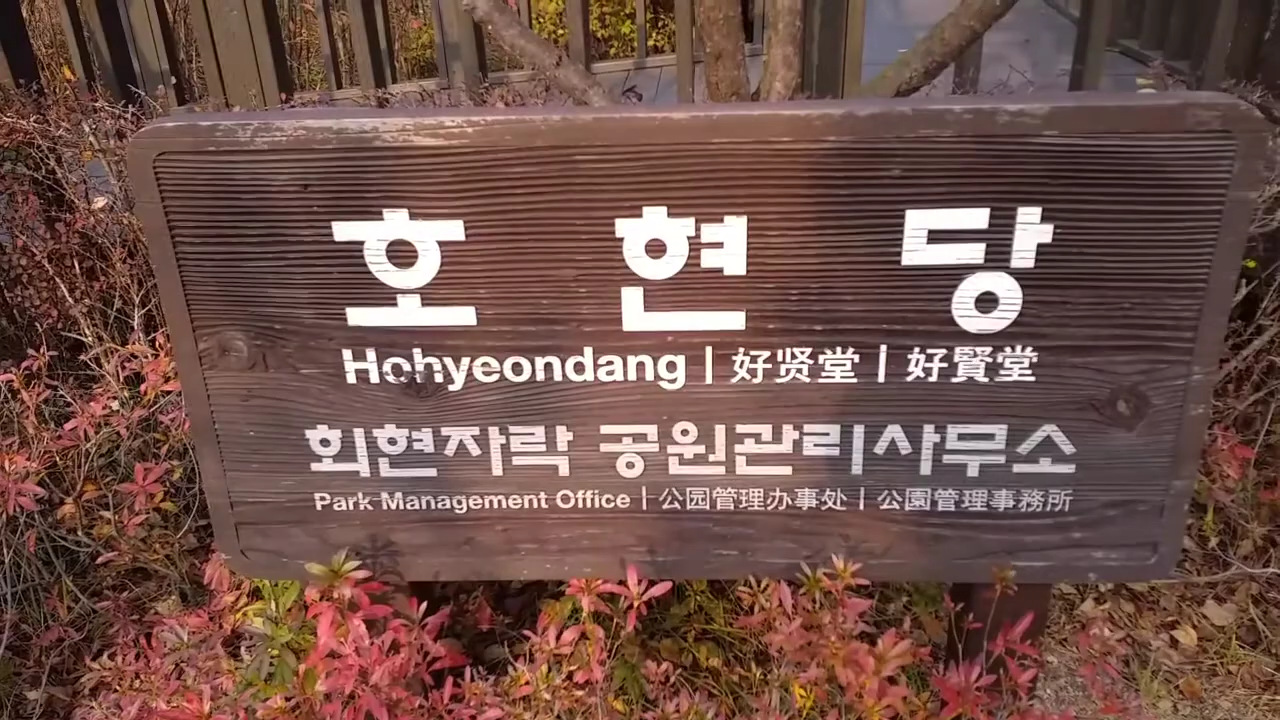 호현당
Hohyeondang | 好贤堂 | 好賢堂
회현자락 공원관리사무소
Park Management Office | 公园管理办事处 | 公園管理事務所